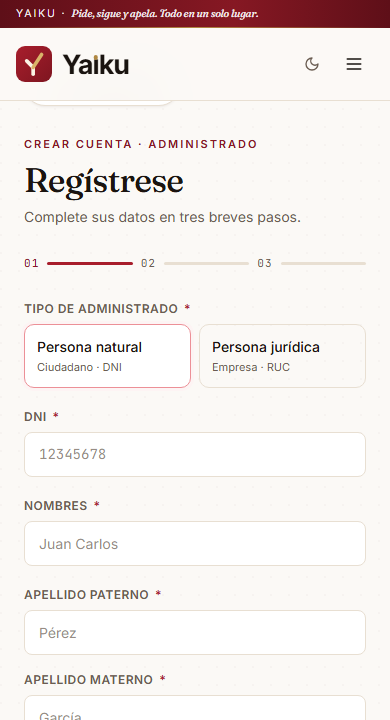 YAIKU · Pide, sigue y apela. Todo en un solo lugar.
Yaiku
CREAR CUENTA · ADMINISTRADO
Regístrese
Complete sus datos en tres breves pasos.
01 02 03
TIPO DE ADMINISTRADO *
Persona natural
Ciudadano · DNI
Persona jurídica
Empresa · RUC
DNI *
12345678
NOMBRES *
Juan Carlos
APELLIDO PATERNO *
Pérez
APELLIDO MATERNO *
García